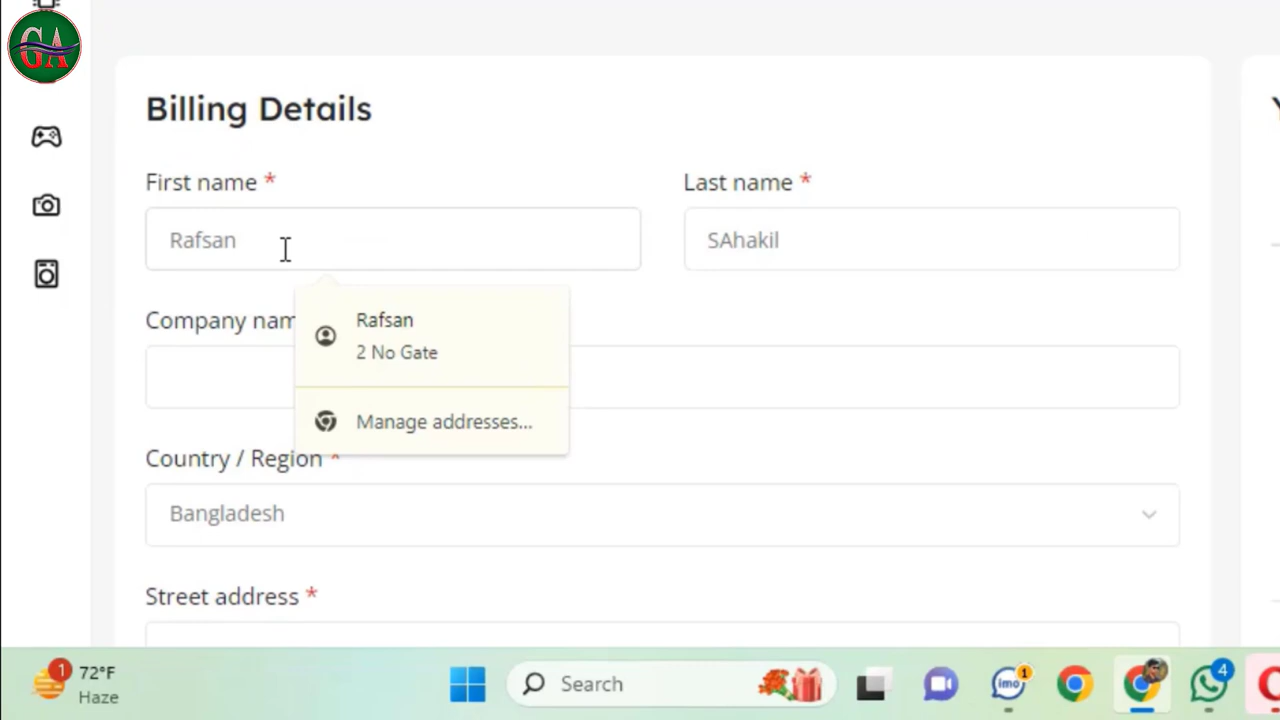 GA
Billing Details
First name *
Last name *
Rafsan
SAhakil
Rafsan
2 No Gate
Manage addresses...
Company nam
Country / Region *
Bangladesh
Street address *
1
72°F
Haze
Search
imo
1
4